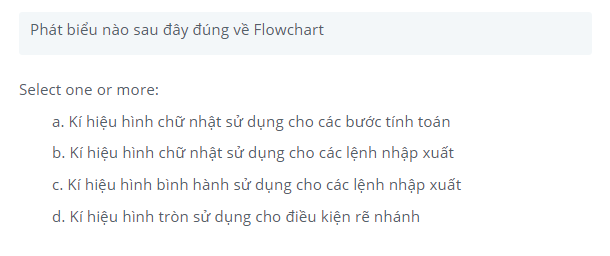 Phát biểu nào sau đây đúng về Flowchart
Select one or more:
a. Kí hiệu hình chữ nhật sử dụng cho các bước tính toán
b. Kí hiệu hình chữ nhật sử dụng cho các lệnh nhập xuất
c. Kí hiệu hình bình hành sử dụng cho các lệnh nhập xuất
d. Kí hiệu hình tròn sử dụng cho điều kiện rẽ nhánh